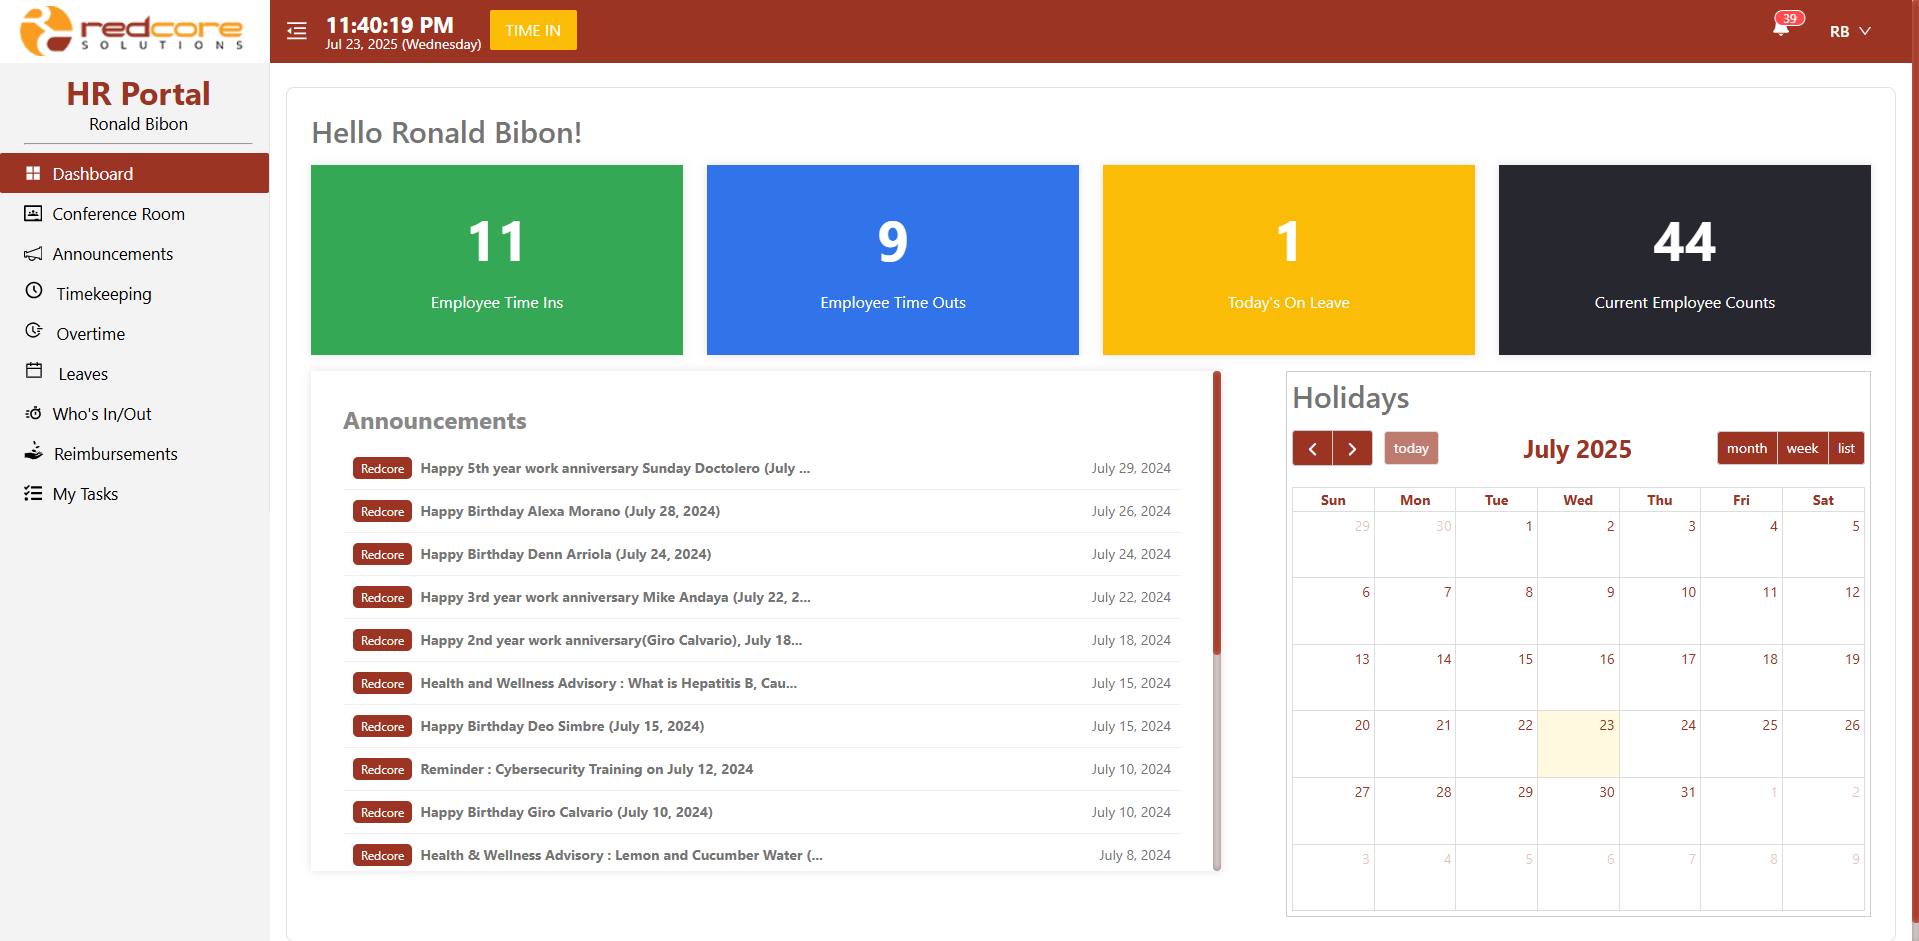 redcore
SOLUTIONS
11:40:19 PM
Jul 23, 2025 (Wednesday)
TIME IN
39
RB
HR Portal
Ronald Bibon
Dashboard
Conference Room
Announcements
Timekeeping
Overtime
Leaves
Who's In/Out
Reimbursements
My Tasks
Hello Ronald Bibon!
11
Employee Time Ins
9
Employee Time Outs
1
Today's On Leave
44
Current Employee Counts
Announcements
Redcore Happy 5th year work anniversary Sunday Doctolero (July ... July 29, 2024
Redcore Happy Birthday Alexa Morano (July 28, 2024) July 26, 2024
Redcore Happy Birthday Denn Arriola (July 24, 2024) July 24, 2024
Redcore Happy 3rd year work anniversary Mike Andaya (July 22, 2... July 22, 2024
Redcore Happy 2nd year work anniversary(Giro Calvario), July 18... July 18, 2024
Redcore Health and Wellness Advisory : What is Hepatitis B, Cau... July 15, 2024
Redcore Happy Birthday Deo Simbre (July 15, 2024) July 15, 2024
Redcore Reminder : Cybersecurity Training on July 12, 2024 July 10, 2024
Redcore Happy Birthday Giro Calvario (July 10, 2024) July 10, 2024
Redcore Health & Wellness Advisory : Lemon and Cucumber Water (... July 8, 2024
Holidays
today
July 2025
month week list
Sun Mon Tue Wed Thu Fri Sat
29 30 1 2 3 4 5
6 7 8 9 10 11 12
13 14 15 16 17 18 19
20 21 22 23 24 25 26
27 28 29 30 31 1 2
3 4 5 6 7 8 9